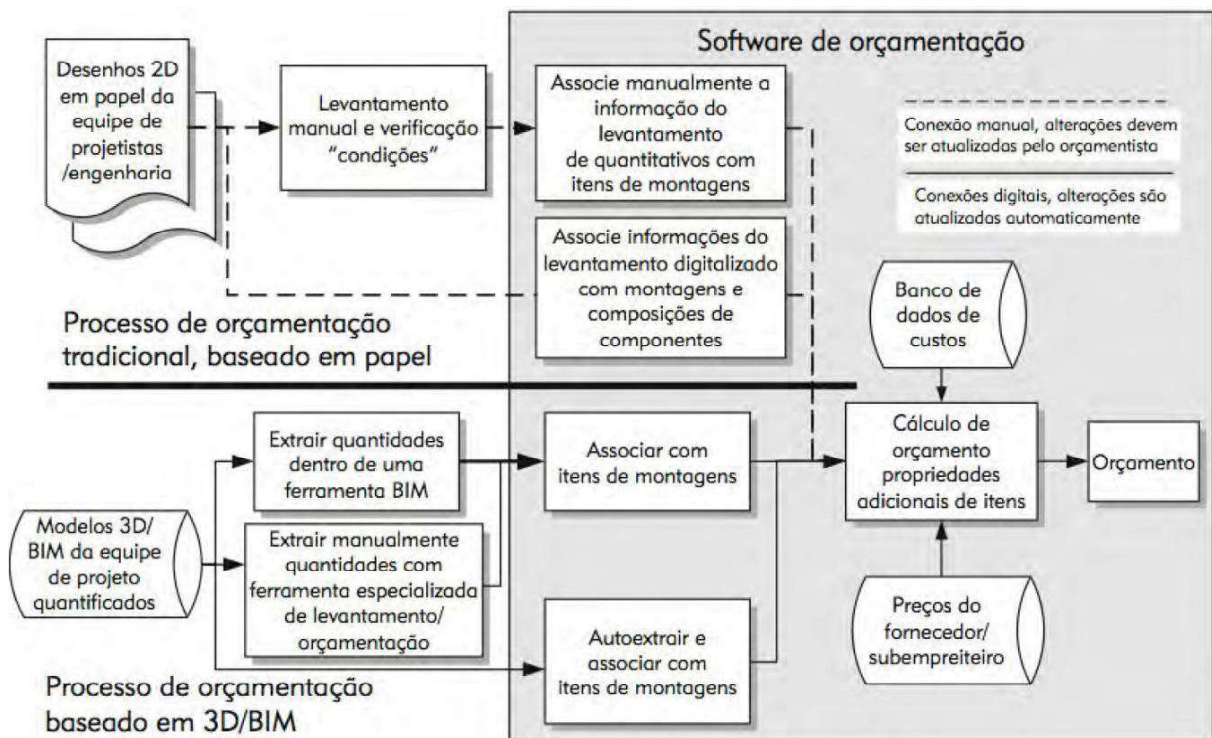 Software de orçamentação
Desenhos 2D
em papel da
equipe de
projetistas
/engenharia
Levantamento
manual e verificação
“condições”
Associe manualmente a
informação do
levantamento
de quantitativos com
itens de montagens
Conexão manual, alterações devem
ser atualizadas pelo orçamentista
Conexões digitais, alterações são
atualizadas automaticamente
Associe informações do
levantamento digitalizado
com montagens e
composições de
componentes
Banco de
dados de
custos
Processo de orçamentação
tradicional, baseado em papel
Extrair quantidades
dentro de uma
ferramenta BIM
Associar com
itens de montagens
Cálculo de
orçamento
propriedades
adicionais de itens
Orçamento
Modelos 3D/
BIM da equipe
de projeto
quantificados
Extrair manualmente
quantidades com
ferramenta especializada
de levantamento/
orçamentação
Autoextrair e
associar com
itens de montagens
Preços do
fornecedor/
subempreiteiro
Processo de orçamentação
baseado em 3D/BIM